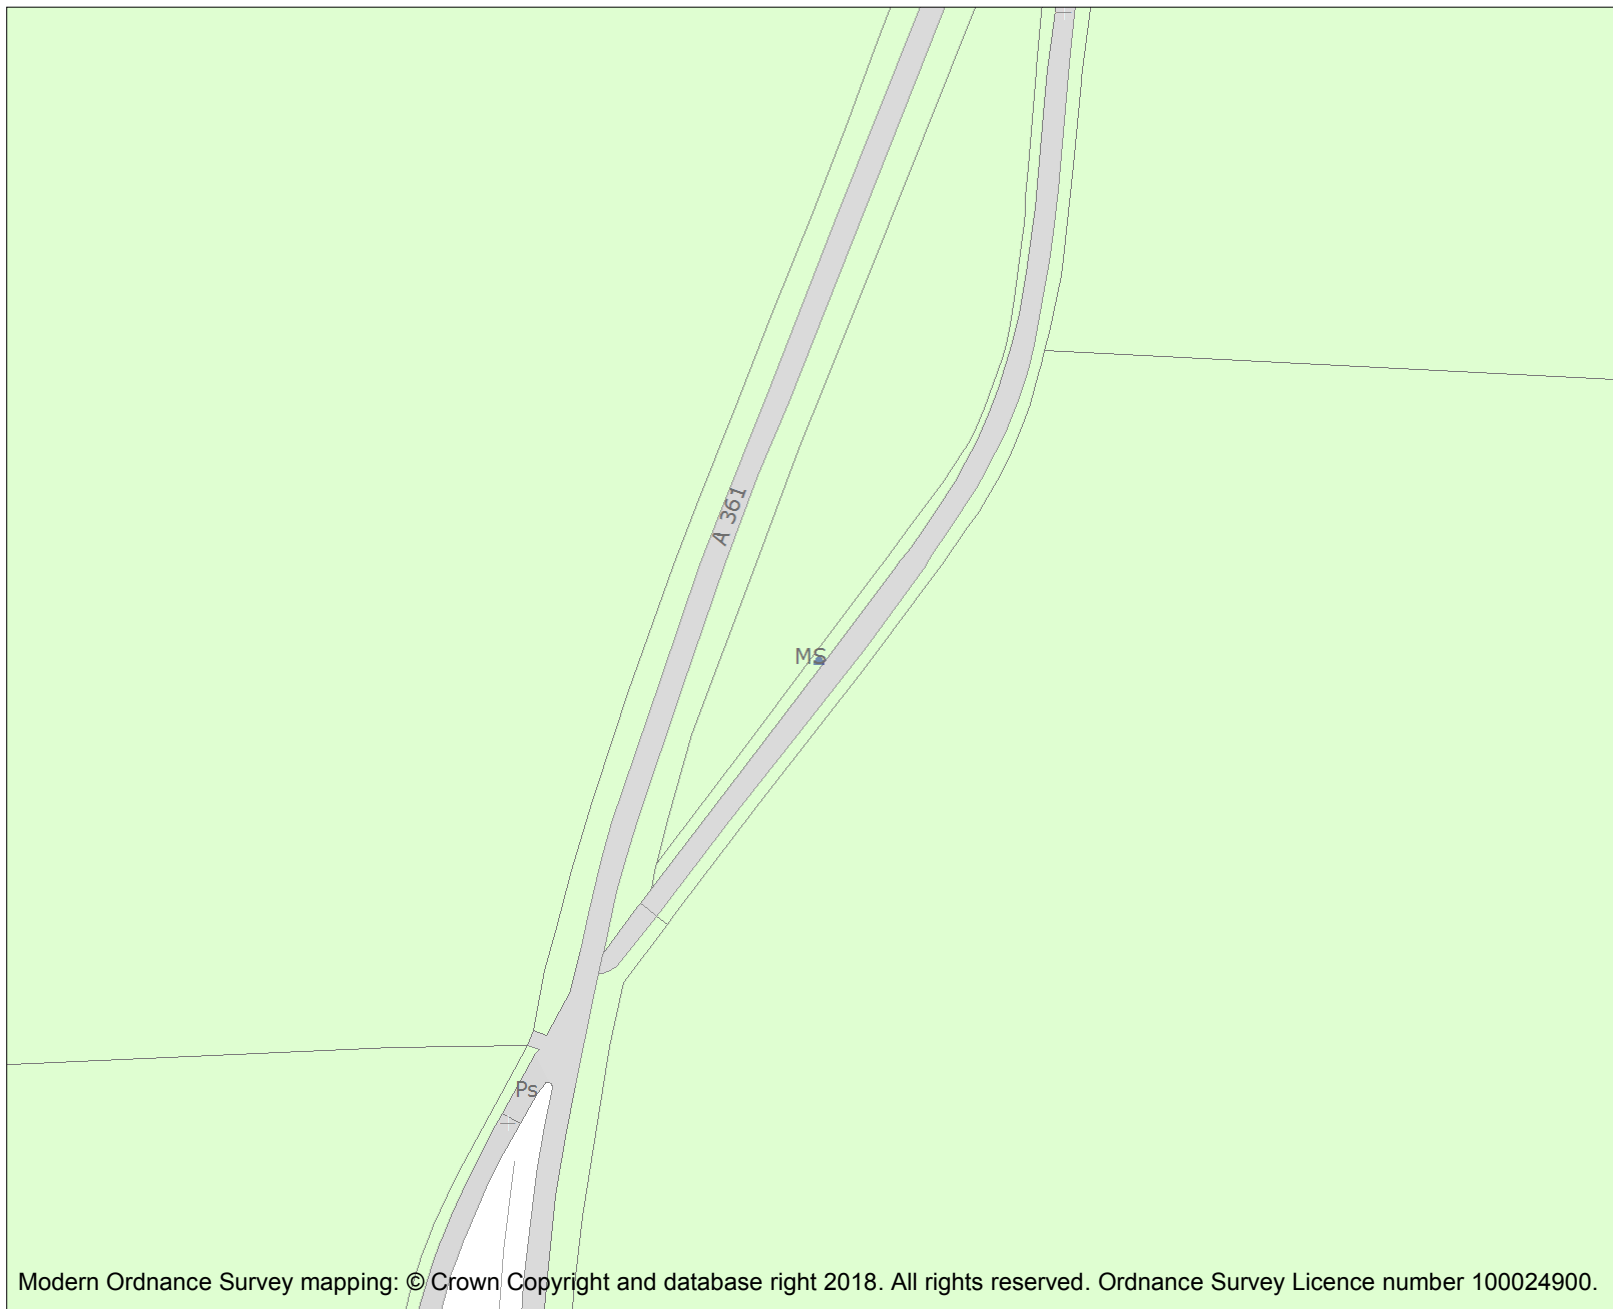 A 361
MS
Ps
Modern Ordnance Survey mapping: © Crown Copyright and database right 2018. All rights reserved. Ordnance Survey Licence number 100024900.